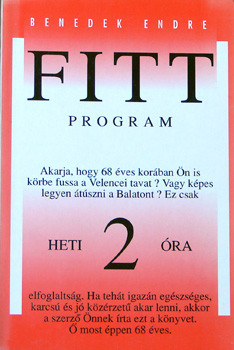 BENEDEK ENDRE
FITT
PROGRAM
Akarja, hogy 68 éves korában Ön is
körbe fussa a Velencei tavat ? Vagy képes
legyen átúszni a Balatont ? Ez csak
HETI 2 ÓRA
elfoglaltság. Ha tehát igazán egészséges,
karcsú és jó közérzetű akar lenni, akkor
a szerző Önnek írta ezt a könyvet.
Ő most éppen 68 éves.